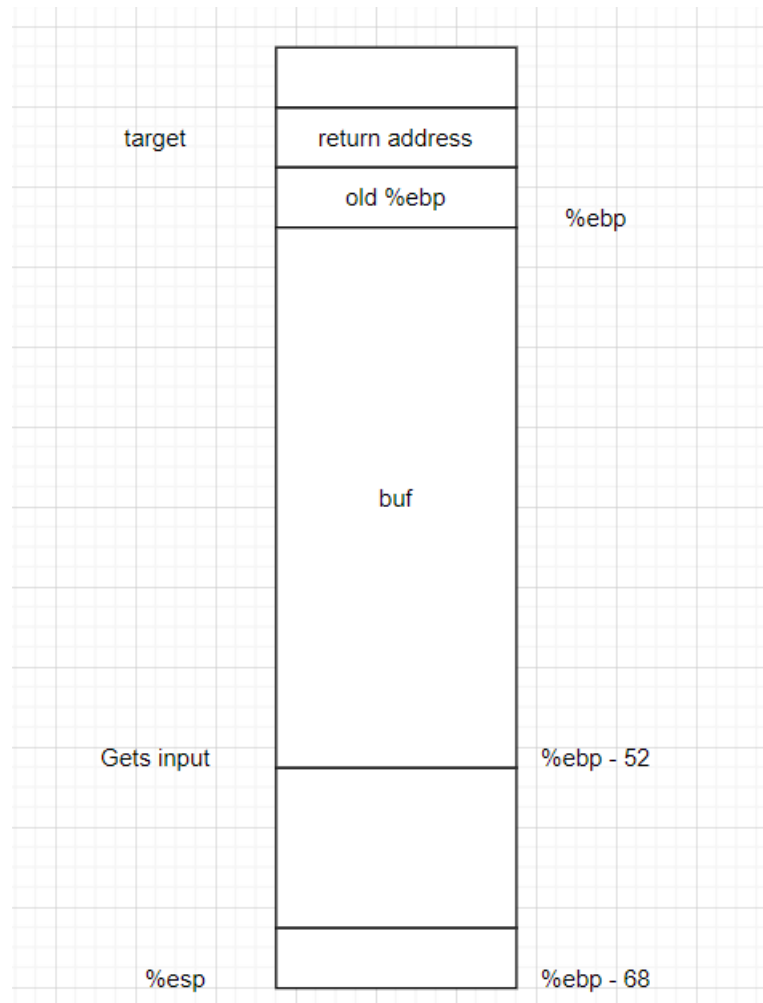 target
return address
old %ebp
%ebp
buf
Gets input
%ebp - 52
%esp
%ebp - 68